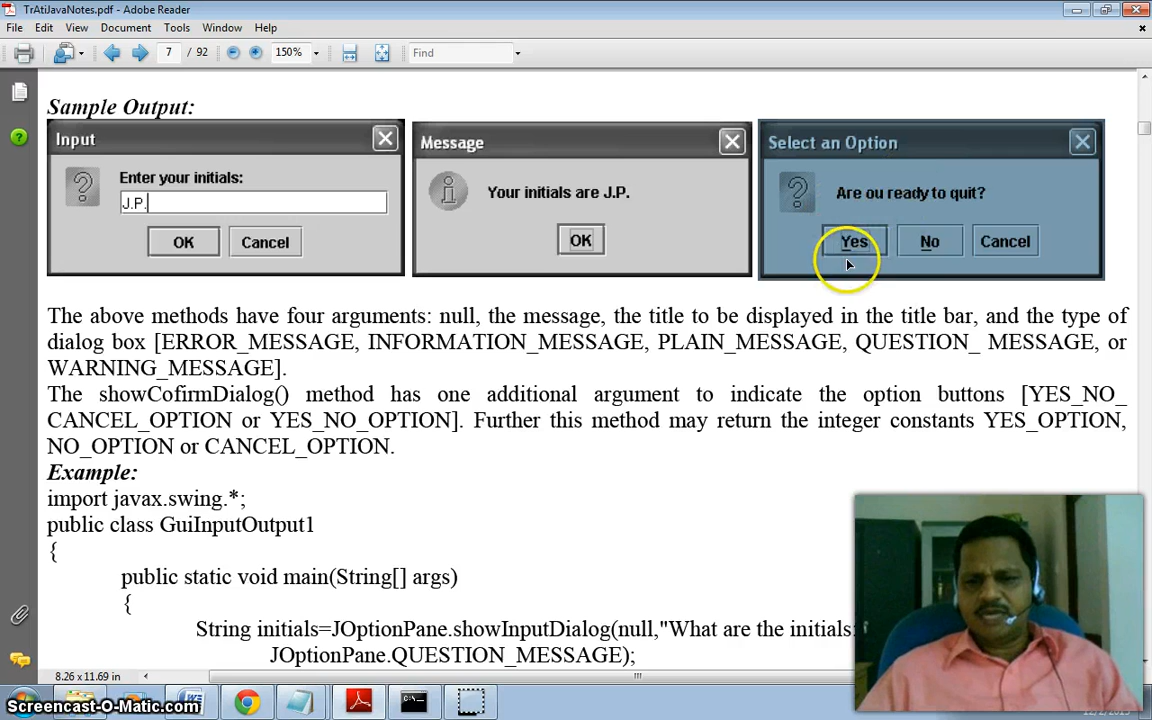 TrAtiJavaNotes.pdf - Adobe Reader
File Edit View Document Tools Window Help
7 / 92 150% Find
Sample Output:
Input
Enter your initials:
J.P.
OK Cancel
Message
Your initials are J.P.
OK
Select an Option
Are ou ready to quit?
Yes No Cancel
The above methods have four arguments: null, the message, the title to be displayed in the title bar, and the type of
dialog box [ERROR_MESSAGE, INFORMATION_MESSAGE, PLAIN_MESSAGE, QUESTION_ MESSAGE, or
WARNING_MESSAGE].
The showCofirmDialog() method has one additional argument to indicate the option buttons [YES_NO_
CANCEL_OPTION or YES_NO_OPTION]. Further this method may return the integer constants YES_OPTION,
NO_OPTION or CANCEL_OPTION.
Example:
import javax.swing.*;
public class GuiInputOutput1
{
public static void main(String[] args)
{
String initials=JOptionPane.showInputDialog(null,"What are the initials
JOptionPane.QUESTION_MESSAGE);
8.26 x 11.69 in
Screencast-O-Matic.com